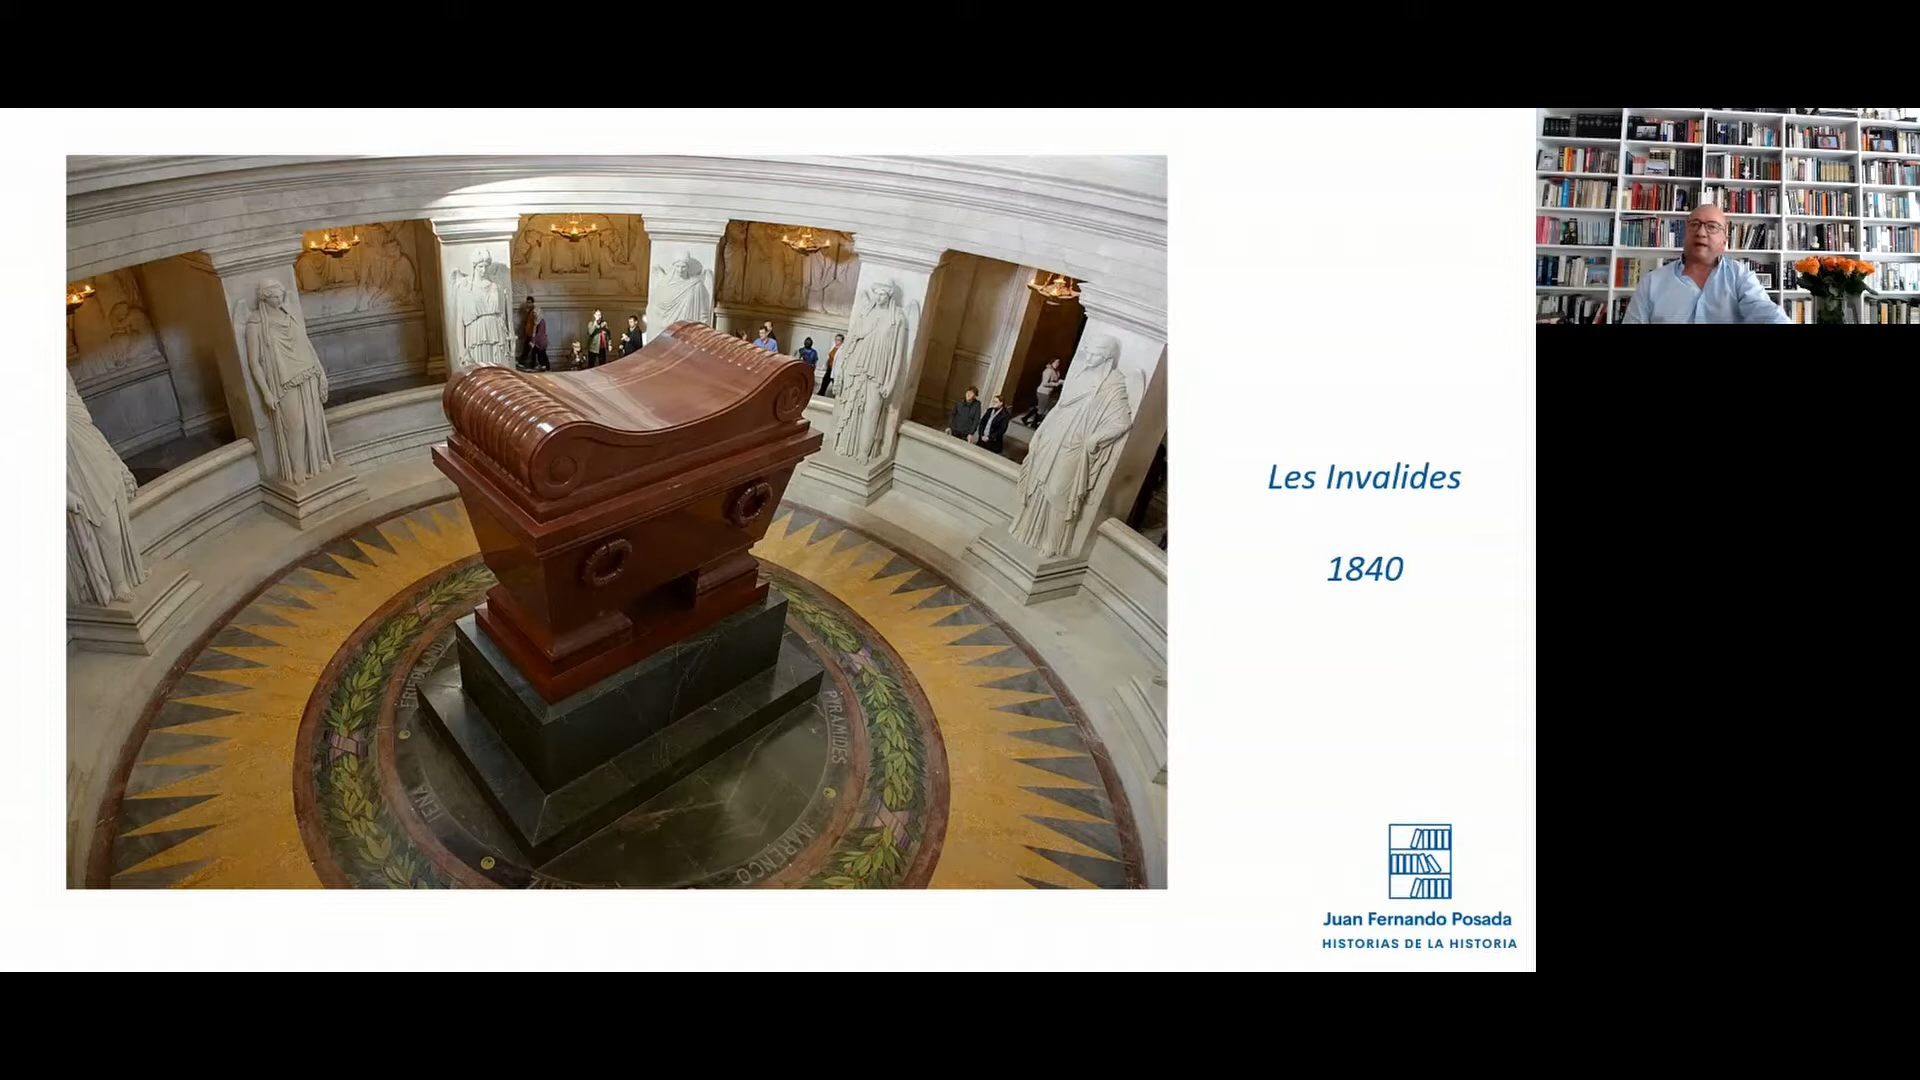 Les Invalides
1840
FRIEDLAND
PYRAMIDES
IENA
MARENGO
Juan Fernando Posada
HISTORIAS DE LA HISTORIA